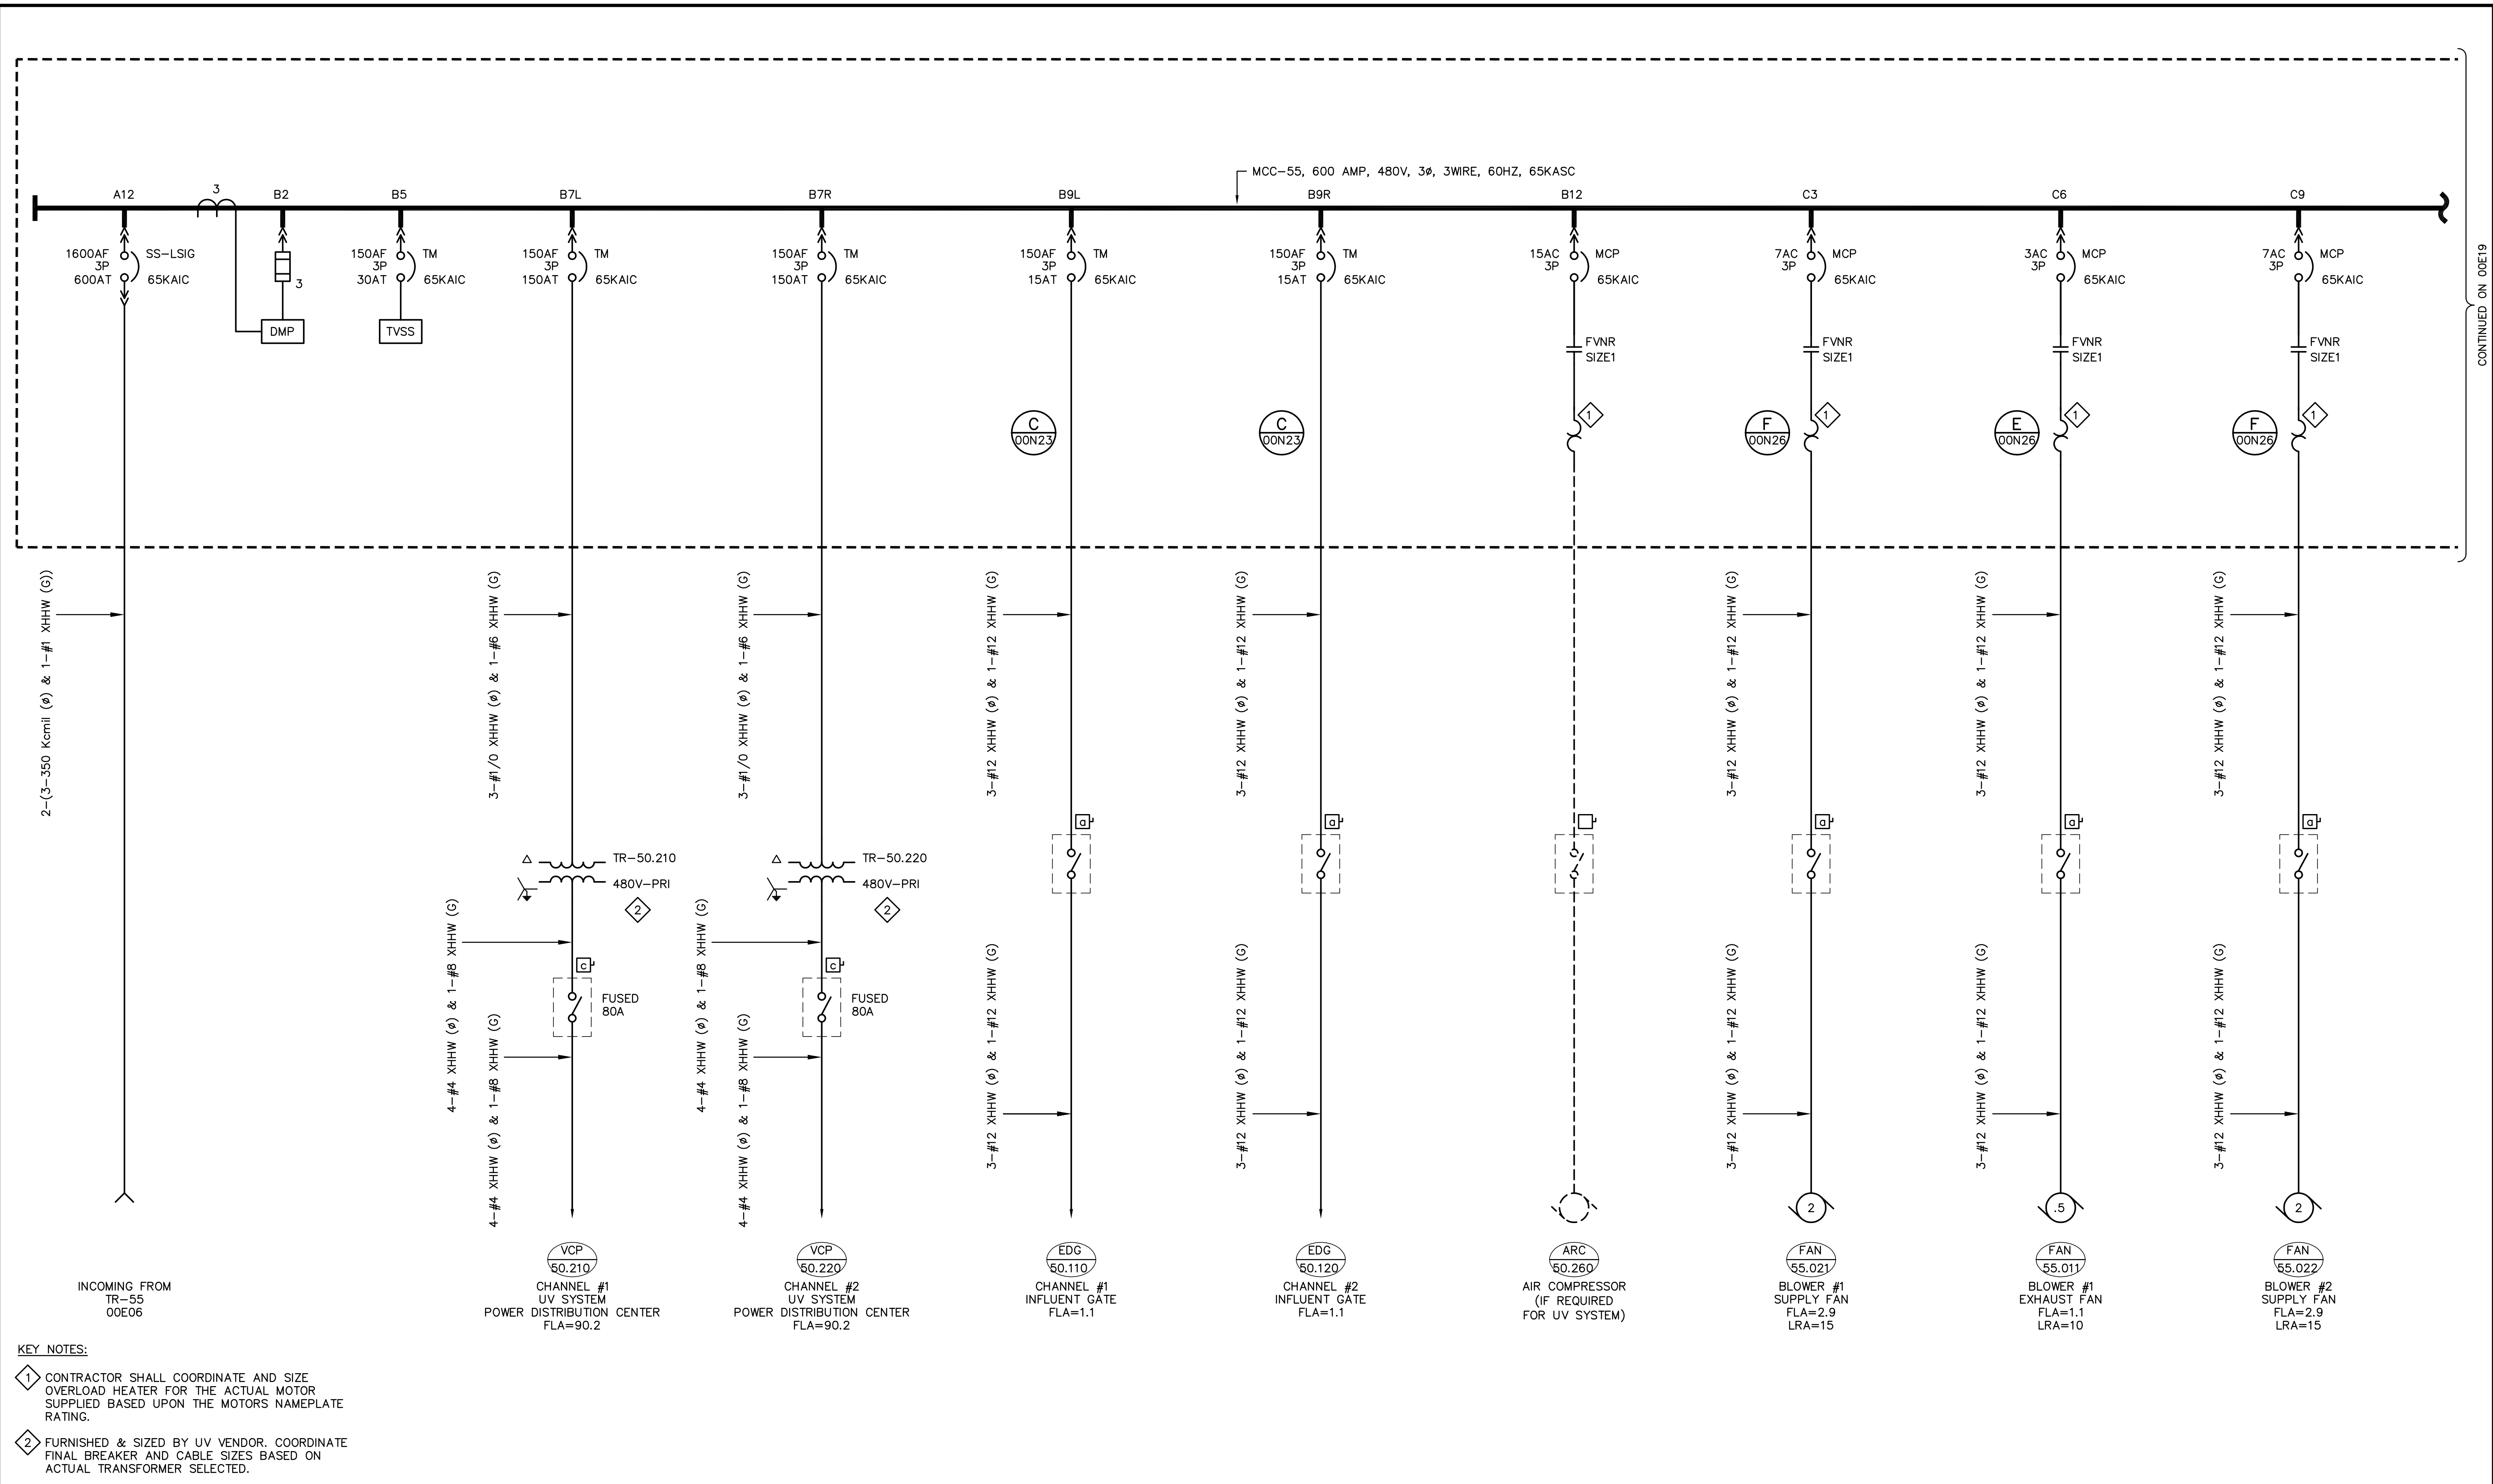 MCC-55, 600 AMP, 480V, 3ø, 3WIRE, 60HZ, 65KASC
A12
3
B2
B5
B7L
B7R
B9L
B9R
B12
C3
C6
C9
1600AF
3P
600AT
SS-LSIG
65KAIC
3
DMP
150AF
3P
30AT
TM
65KAIC
TVSS
150AF
3P
150AT
TM
65KAIC
150AF
3P
150AT
TM
65KAIC
150AF
3P
15AT
TM
65KAIC
150AF
3P
15AT
TM
65KAIC
15AC
3P
MCP
65KAIC
7AC
3P
MCP
65KAIC
3AC
3P
MCP
65KAIC
7AC
3P
MCP
65KAIC
FVNR
SIZE1
FVNR
SIZE1
FVNR
SIZE1
FVNR
SIZE1
CONTINUED ON 00E19
C
00N23
C
00N23
1
F
00N26
1
E
00N26
1
F
00N26
1
2-(3-350 Kcmil (ø) & 1-#1 XHHW (G))
3-#1/0 XHHW (ø) & 1-#6 XHHW (G)
3-#1/0 XHHW (ø) & 1-#6 XHHW (G)
3-#12 XHHW (ø) & 1-#12 XHHW (G)
3-#12 XHHW (ø) & 1-#12 XHHW (G)
3-#12 XHHW (ø) & 1-#12 XHHW (G)
3-#12 XHHW (ø) & 1-#12 XHHW (G)
3-#12 XHHW (ø) & 1-#12 XHHW (G)
a
a
a
a
a
TR-50.210
480V-PRI
2
TR-50.220
480V-PRI
2
4-#4 XHHW (ø) & 1-#8 XHHW (G)
c
FUSED
80A
4-#4 XHHW (ø) & 1-#8 XHHW (G)
4-#4 XHHW (ø) & 1-#8 XHHW (G)
c
FUSED
80A
4-#4 XHHW (ø) & 1-#8 XHHW (G)
3-#12 XHHW (ø) & 1-#12 XHHW (G)
3-#12 XHHW (ø) & 1-#12 XHHW (G)
3-#12 XHHW (ø) & 1-#12 XHHW (G)
3-#12 XHHW (ø) & 1-#12 XHHW (G)
3-#12 XHHW (ø) & 1-#12 XHHW (G)
2
.5
2
INCOMING FROM
TR-55
00E06
VCP
50.210
CHANNEL #1
UV SYSTEM
POWER DISTRIBUTION CENTER
FLA=90.2
VCP
50.220
CHANNEL #2
UV SYSTEM
POWER DISTRIBUTION CENTER
FLA=90.2
EDG
50.110
CHANNEL #1
INFLUENT GATE
FLA=1.1
EDG
50.120
CHANNEL #2
INFLUENT GATE
FLA=1.1
ARC
50.260
AIR COMPRESSOR
(IF REQUIRED
FOR UV SYSTEM)
FAN
55.021
BLOWER #1
SUPPLY FAN
FLA=2.9
LRA=15
FAN
55.011
BLOWER #1
EXHAUST FAN
FLA=1.1
LRA=10
FAN
55.022
BLOWER #2
SUPPLY FAN
FLA=2.9
LRA=15
KEY NOTES:
1 CONTRACTOR SHALL COORDINATE AND SIZE
OVERLOAD HEATER FOR THE ACTUAL MOTOR
SUPPLIED BASED UPON THE MOTORS NAMEPLATE
RATING.
2 FURNISHED & SIZED BY UV VENDOR. COORDINATE
FINAL BREAKER AND CABLE SIZES BASED ON
ACTUAL TRANSFORMER SELECTED.